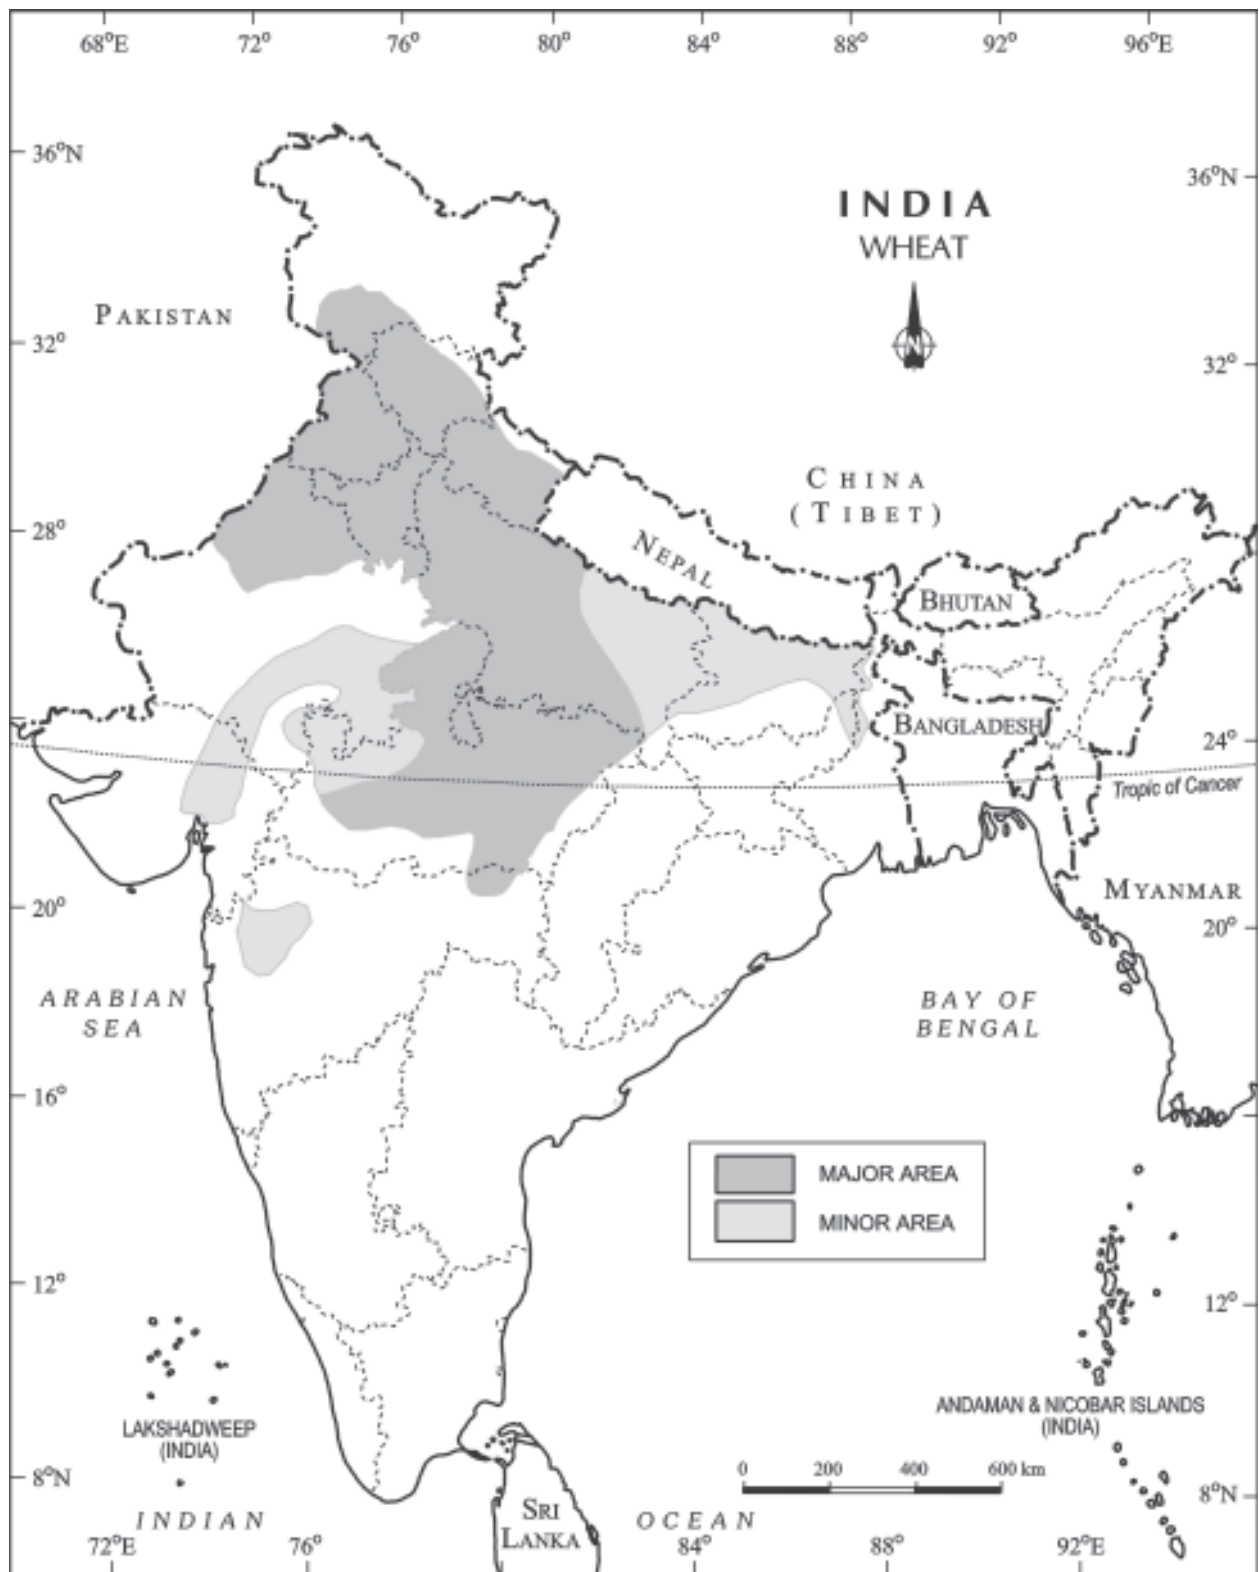 68°E 72° 76° 80° 84° 88° 92° 96°E
36°N
36°N
INDIA
WHEAT
N
PAKISTAN
32°
32°
CHINA
(TIBET)
28°
NEPAL
BHUTAN
BANGLADESH
24°
Tropic of Cancer
MYANMAR
20°
20°
ARABIAN
SEA
BAY OF
BENGAL
16°
MAJOR AREA
MINOR AREA
12°
12°
LAKSHADWEEP
(INDIA)
ANDAMAN & NICOBAR ISLANDS
(INDIA)
0 200 400 600 km
8°N
8°N
SRI
LANKA
INDIAN OCEAN
72°E 76° 84° 88° 92°E